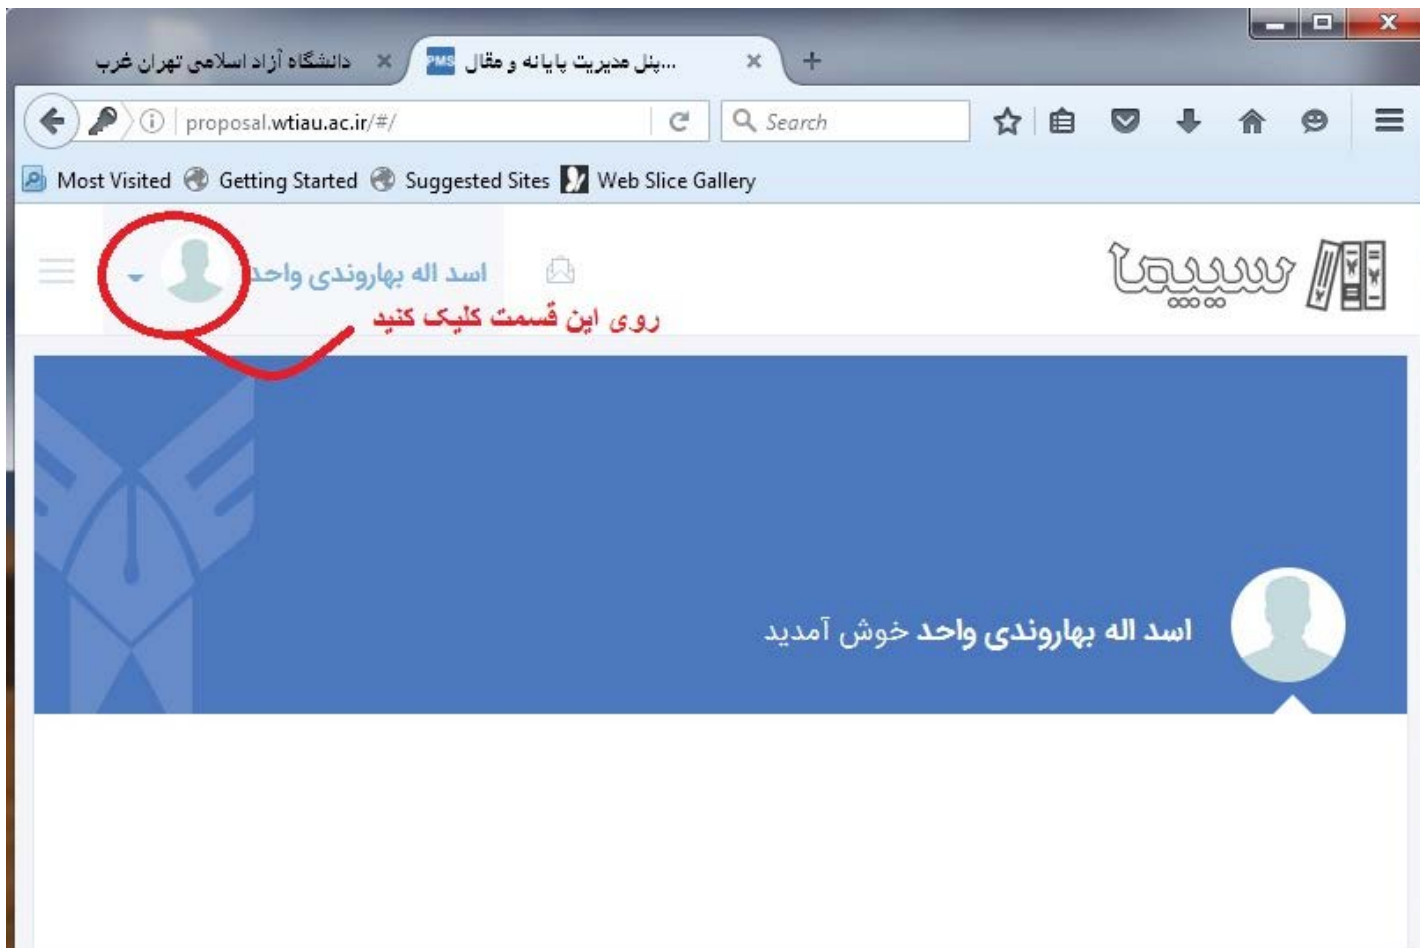 دانشگاه آزاد اسلامی تهران غرب
PMS پنل مدیریت پایانه و مقال...
proposal.wtiau.ac.ir/#/
Search
Most Visited Getting Started Suggested Sites Web Slice Gallery
سیپما
اسد اله بهاروندی واحد
روی این قسمت کلیک کنید
اسد اله بهاروندی واحد خوش آمدید